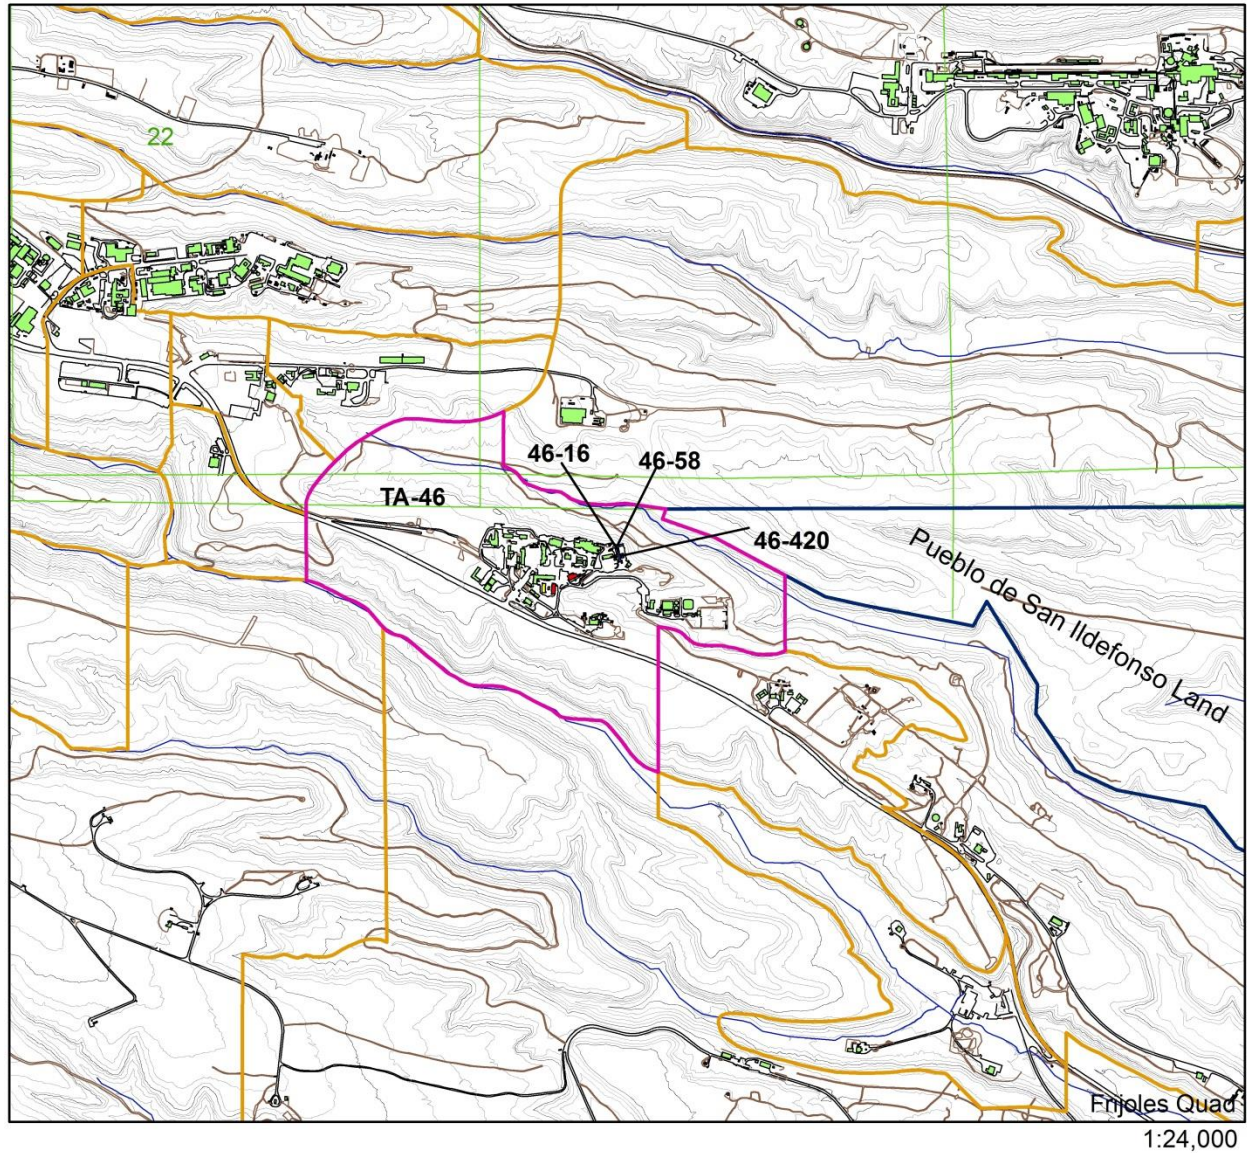 22
46-16
46-58
TA-46
46-420
Pueblo de San Ildefonso Land
Frijoles Quad
1:24,000